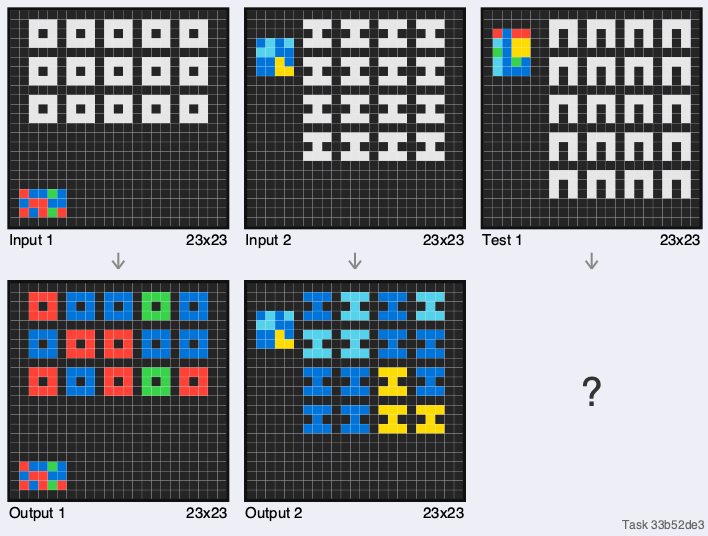 Input 1 23x23
Input 2 23x23
Test 1 23x23
Output 1 23x23
Output 2 23x23
?
Task 33b52de3